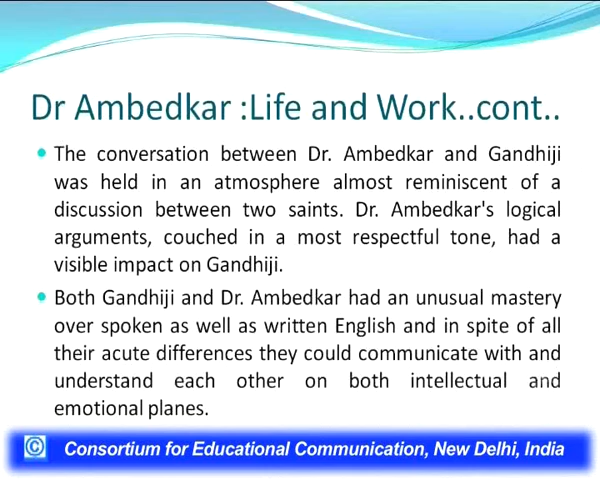 Dr Ambedkar :Life and Work..cont..
• The conversation between Dr. Ambedkar and Gandhiji
was held in an atmosphere almost reminiscent of a
discussion between two saints. Dr. Ambedkar's logical
arguments, couched in a most respectful tone, had a
visible impact on Gandhiji.
• Both Gandhiji and Dr. Ambedkar had an unusual mastery
over spoken as well as written English and in spite of all
their acute differences they could communicate with and
understand each other on both intellectual and
emotional planes.
© Consortium for Educational Communication, New Delhi, India